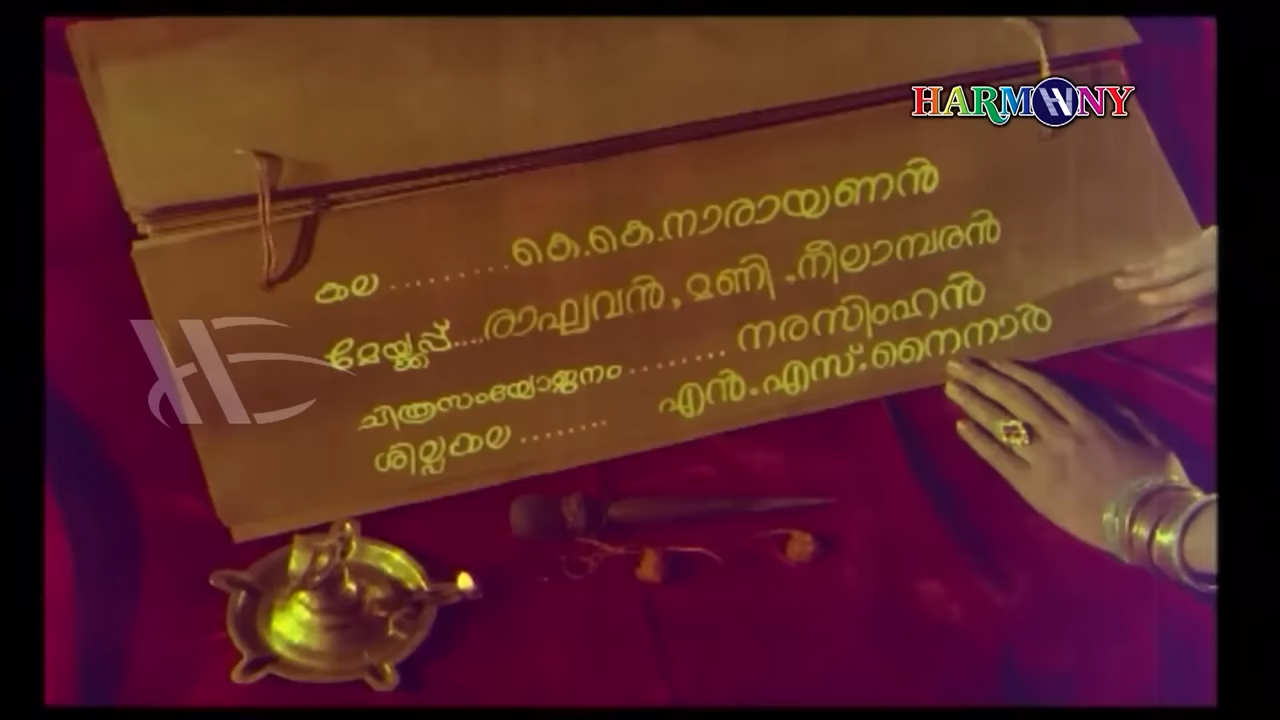 HARMONY
കല .......... കെ.കെ.നാരായണൻ
മേയ്ക്കപ്പ്.... രാഘവൻ, മണി, നീലാമ്പരൻ
ചിത്രസംയോജനം ........ നരസിംഹൻ
ശില്പകല ........ എൻ.എസ്.നൈനാർ